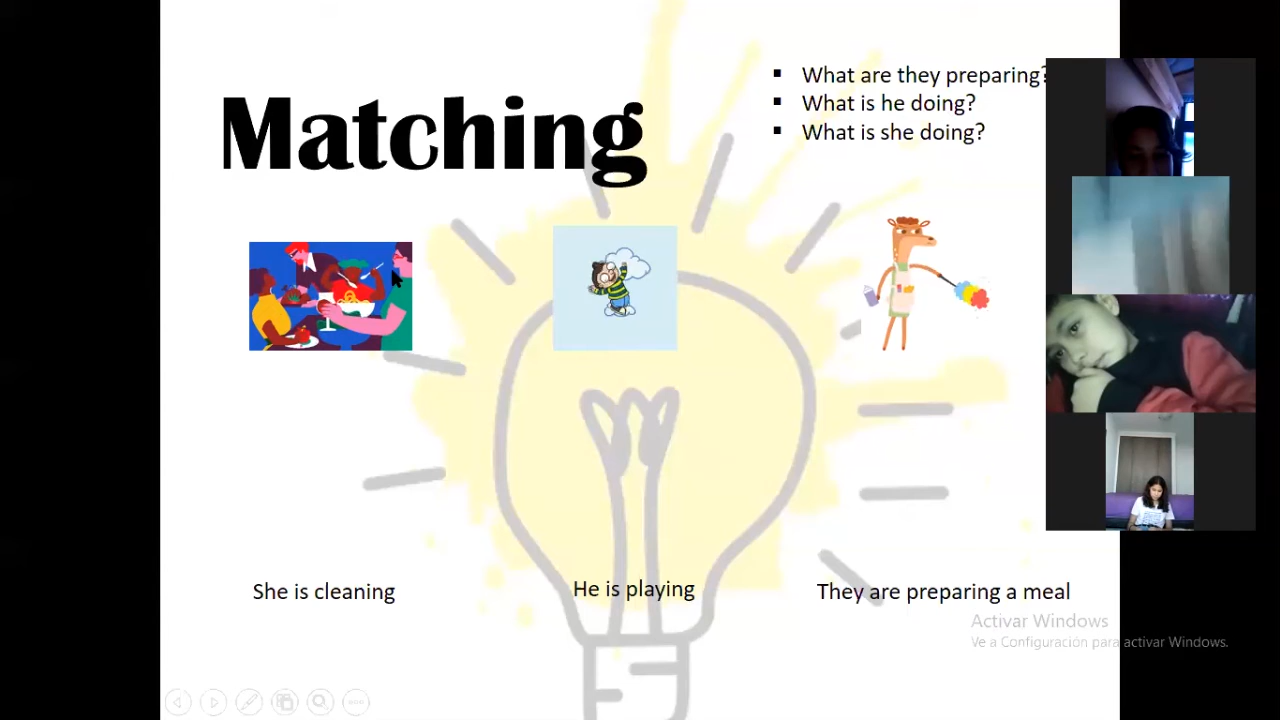 Matching
What are they preparing?
What is he doing?
What is she doing?
She is cleaning
He is playing
They are preparing a meal
Activar Windows
Ve a Configuración para activar Windows.